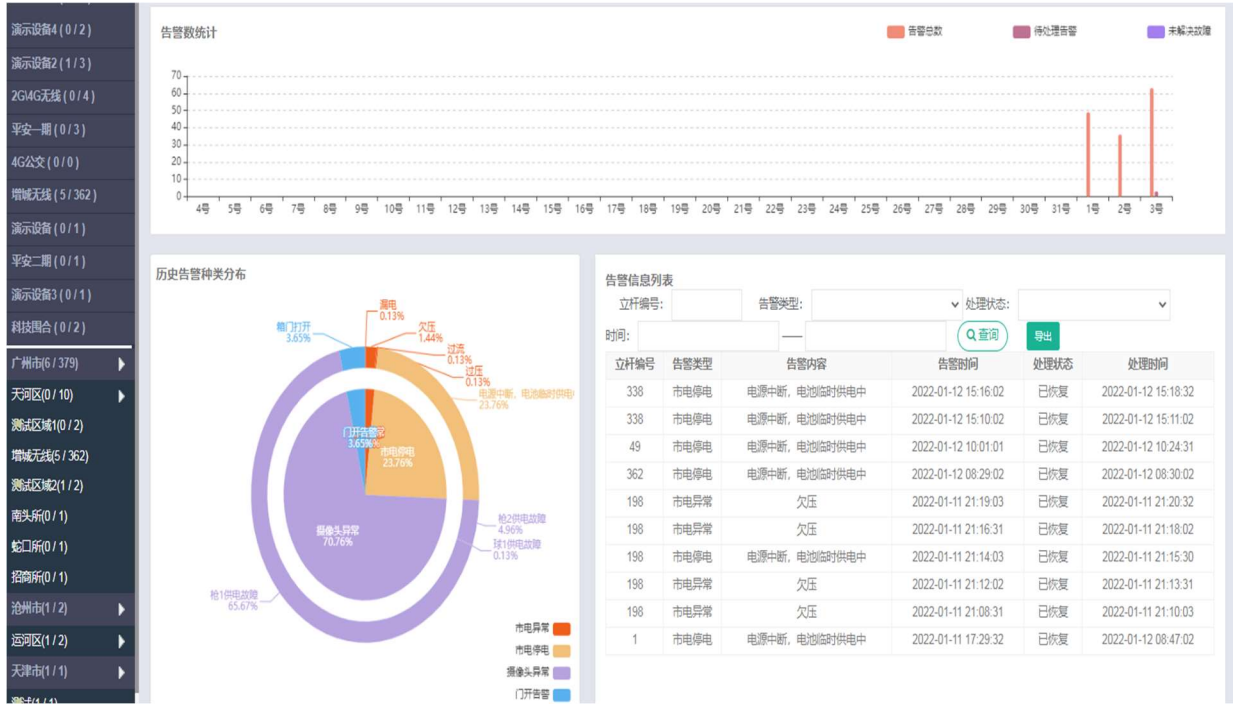 演示设备4 ( 0 / 2 )
演示设备2 ( 1 / 3 )
2G\4G无线 ( 0 / 4 )
平安一期 ( 0 / 3 )
4G公交 ( 0 / 0 )
增城无线 ( 5 / 362 )
演示设备 ( 0 / 1 )
平安二期 ( 0 / 1 )
演示设备3 ( 0 / 1 )
科技围合 ( 0 / 2 )
广州市(6 / 379)
天河区(0 / 10)
测试区域1(0 / 2)
增城无线(5 / 362)
测试区域2(1 / 2)
南头所(0 / 1)
蛇口所(0 / 1)
招商所(0 / 1)
沧州市(1 / 2)
运河区(1 / 2)
天津市(1 / 1)
测试(1 / 1)
告警数统计
告警总数 待处理告警 未解决故障
70
60
50
40
30
20
10
0
4号 5号 6号 7号 8号 9号 10号 11号 12号 13号 14号 15号 16号 17号 18号 19号 20号 21号 22号 23号 24号 25号 26号 27号 28号 29号 30号 31号 1号 2号 3号
历史告警种类分布
漏电
0.13%
箱门打开
3.65%
欠压
1.44%
过流
0.13%
过压
0.13%
电源中断，电池临时供电
23.76%
门开告警
3.65%
市电停电
23.76%
摄像头异常
70.76%
枪2供电故障
4.96%
球1供电故障
0.13%
枪1供电故障
65.67%
市电异常
市电停电
摄像头异常
门开告警
告警信息列表
立杆编号: 告警类型: 处理状态:
时间: — 查询 导出
立杆编号 告警类型 告警内容 告警时间 处理状态 处理时间
338 市电停电 电源中断，电池临时供电中 2022-01-12 15:16:02 已恢复 2022-01-12 15:18:32
338 市电停电 电源中断，电池临时供电中 2022-01-12 15:10:02 已恢复 2022-01-12 15:11:02
49 市电停电 电源中断，电池临时供电中 2022-01-12 10:01:01 已恢复 2022-01-12 10:24:31
362 市电停电 电源中断，电池临时供电中 2022-01-12 08:29:02 已恢复 2022-01-12 08:30:02
198 市电异常 欠压 2022-01-11 21:19:03 已恢复 2022-01-11 21:20:32
198 市电异常 欠压 2022-01-11 21:16:31 已恢复 2022-01-11 21:18:02
198 市电停电 电源中断，电池临时供电中 2022-01-11 21:14:03 已恢复 2022-01-11 21:15:30
198 市电异常 欠压 2022-01-11 21:12:02 已恢复 2022-01-11 21:13:31
198 市电异常 欠压 2022-01-11 21:08:31 已恢复 2022-01-11 21:10:03
1 市电停电 电源中断，电池临时供电中 2022-01-11 17:29:32 已恢复 2022-01-12 08:47:02